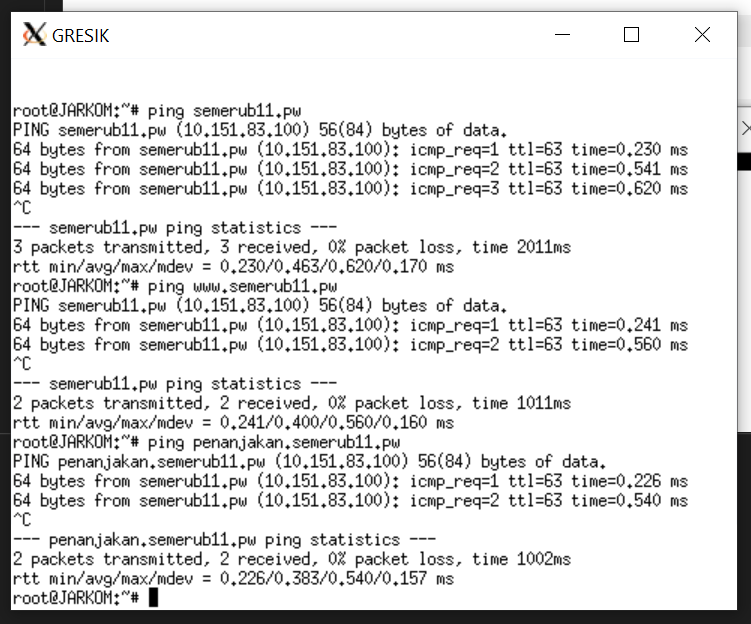 GRESIK
root@JARKOM:~# ping semerub11.pw
PING semerub11.pw (10.151.83.100) 56(84) bytes of data.
64 bytes from semerub11.pw (10.151.83.100): icmp_req=1 ttl=63 time=0.230 ms
64 bytes from semerub11.pw (10.151.83.100): icmp_req=2 ttl=63 time=0.541 ms
64 bytes from semerub11.pw (10.151.83.100): icmp_req=3 ttl=63 time=0.620 ms
^C
--- semerub11.pw ping statistics ---
3 packets transmitted, 3 received, 0% packet loss, time 2011ms
rtt min/avg/max/mdev = 0.230/0.463/0.620/0.170 ms
root@JARKOM:~# ping www.semerub11.pw
PING semerub11.pw (10.151.83.100) 56(84) bytes of data.
64 bytes from semerub11.pw (10.151.83.100): icmp_req=1 ttl=63 time=0.241 ms
64 bytes from semerub11.pw (10.151.83.100): icmp_req=2 ttl=63 time=0.560 ms
^C
--- semerub11.pw ping statistics ---
2 packets transmitted, 2 received, 0% packet loss, time 1011ms
rtt min/avg/max/mdev = 0.241/0.400/0.560/0.160 ms
root@JARKOM:~# ping penanjakan.semerub11.pw
PING penanjakan.semerub11.pw (10.151.83.100) 56(84) bytes of data.
64 bytes from semerub11.pw (10.151.83.100): icmp_req=1 ttl=63 time=0.226 ms
64 bytes from semerub11.pw (10.151.83.100): icmp_req=2 ttl=63 time=0.540 ms
^C
--- penanjakan.semerub11.pw ping statistics ---
2 packets transmitted, 2 received, 0% packet loss, time 1002ms
rtt min/avg/max/mdev = 0.226/0.383/0.540/0.157 ms
root@JARKOM:~#